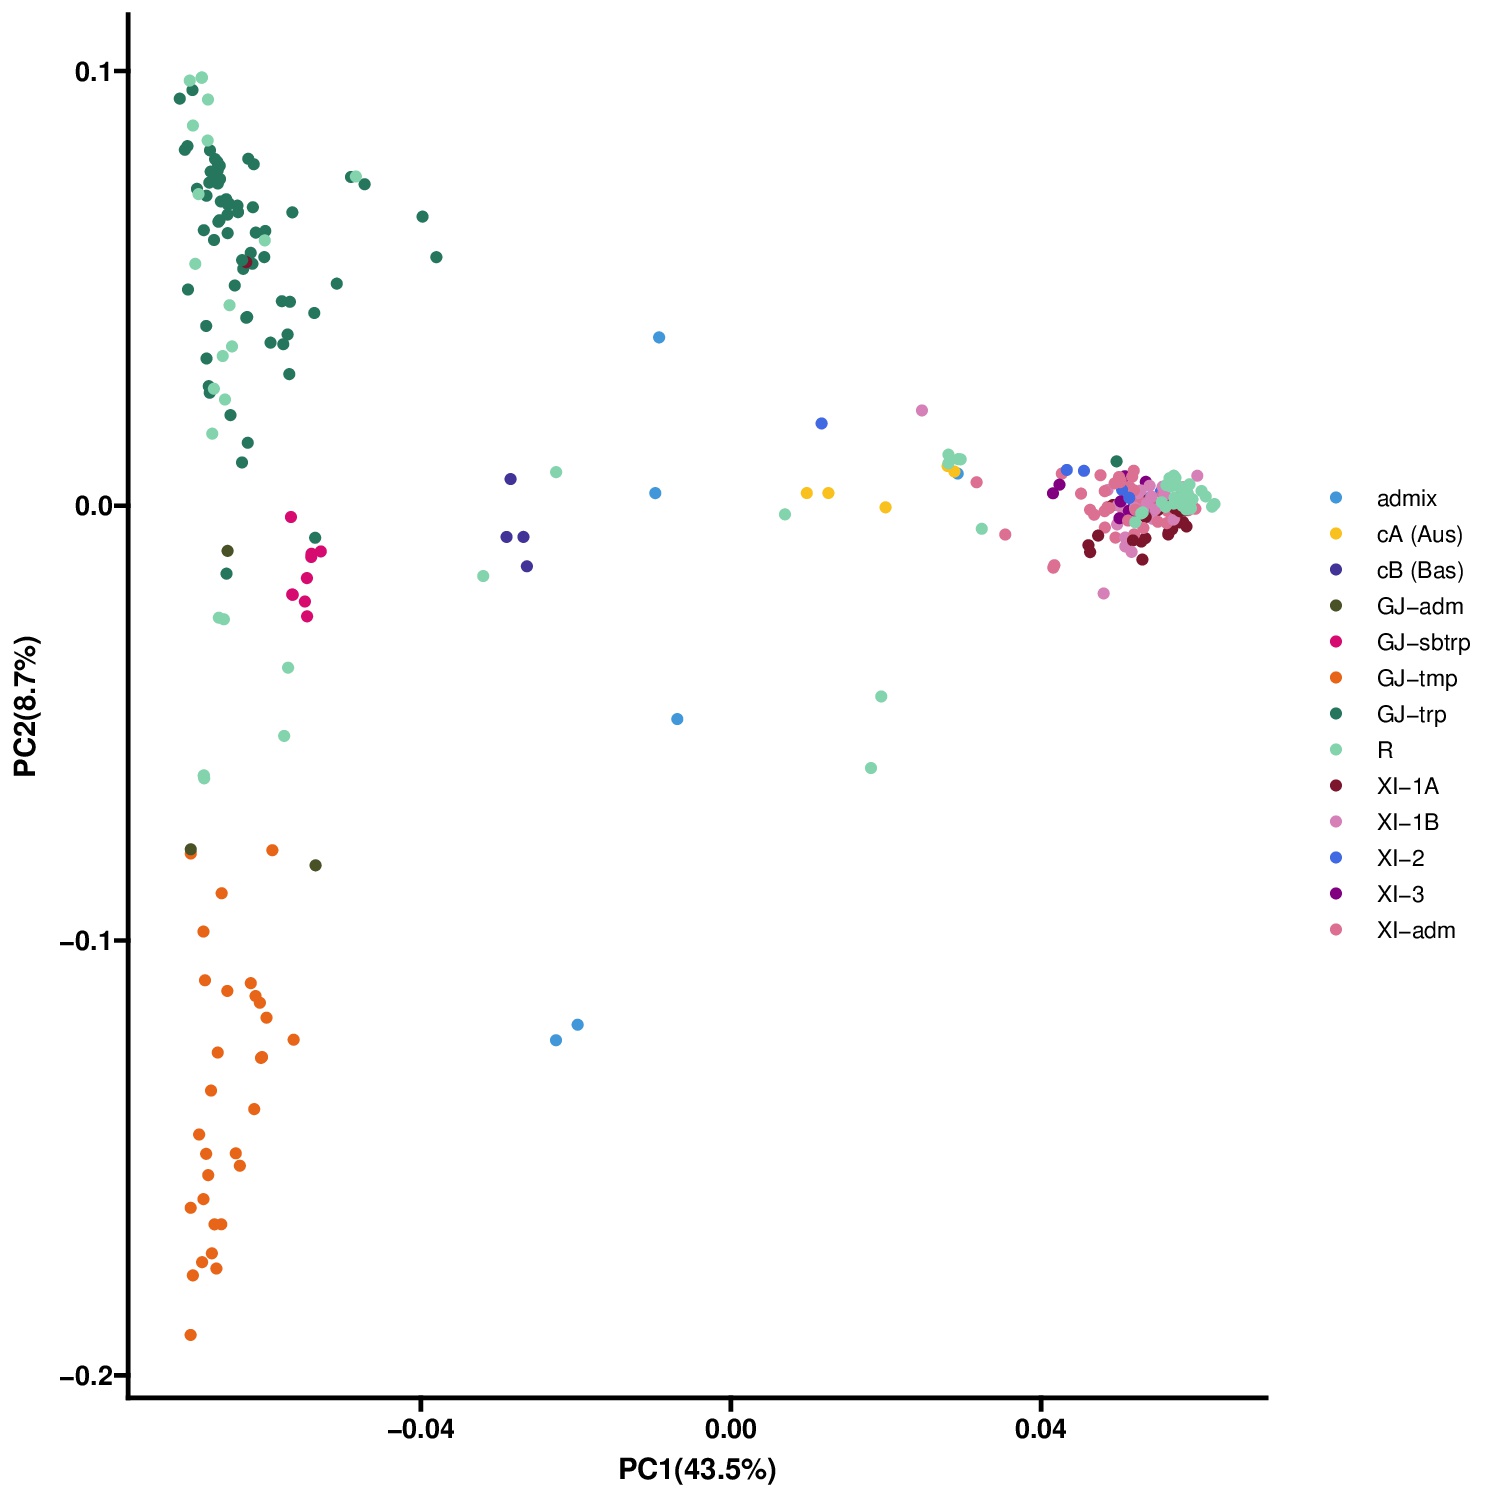 0.1
0.0
−0.1
−0.2
PC2(8.7%)
−0.04
0.00
0.04
PC1(43.5%)
admix
cA (Aus)
cB (Bas)
GJ−adm
GJ−sbtrp
GJ−tmp
GJ−trp
R
XI−1A
XI−1B
XI−2
XI−3
XI−adm